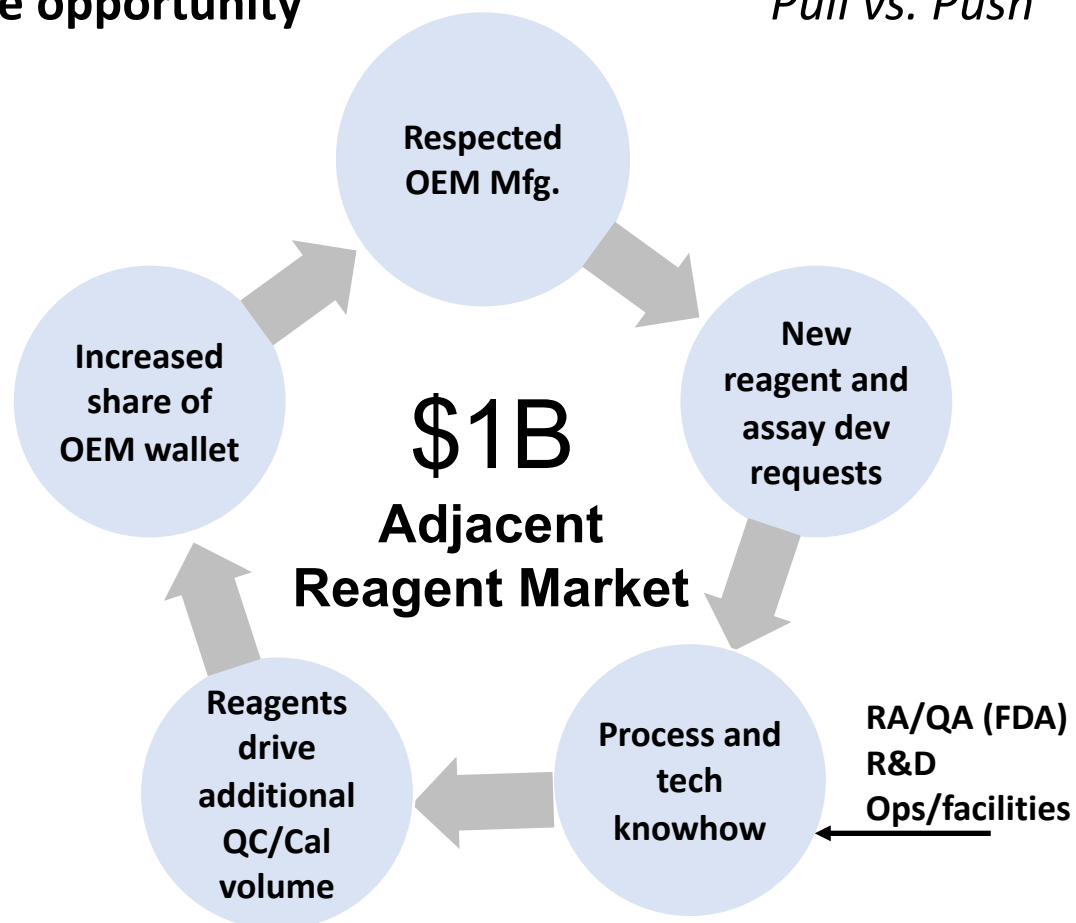 e opportunity
Pull vs. Push
Respected
OEM Mfg.
New
reagent and
assay dev
requests
Increased
share of
OEM wallet
$1B
Adjacent
Reagent Market
Process and
tech
knowhow
RA/QA (FDA)
R&D
Ops/facilities
Reagents
drive
additional
QC/Cal
volume